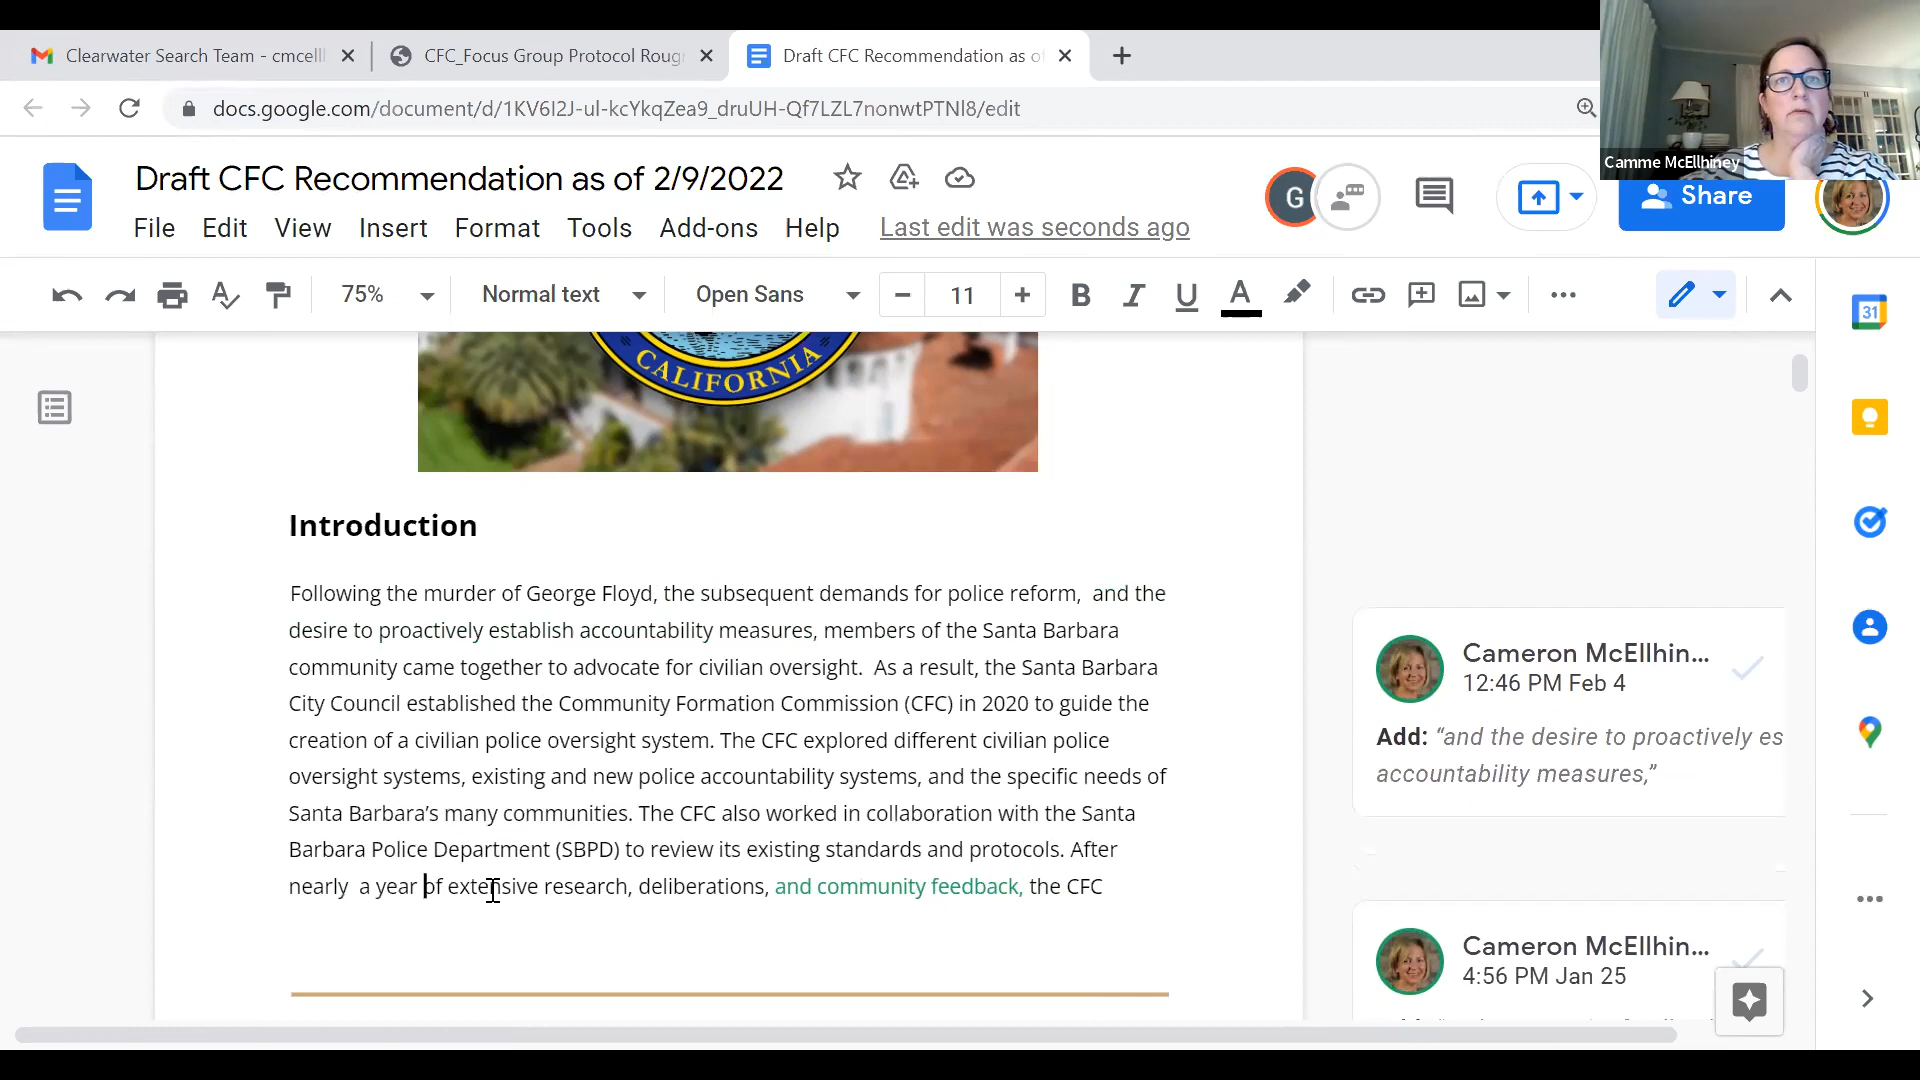 Clearwater Search Team - cmcelll
CFC_Focus Group Protocol Roug
Draft CFC Recommendation as of
docs.google.com/document/d/1KV6I2J-ul-kcYkqZea9_druUH-Qf7LZL7nonwtPTNl8/edit
Camme McEllhiney
Draft CFC Recommendation as of 2/9/2022
G
Share
File Edit View Insert Format Tools Add-ons Help Last edit was seconds ago
75% Normal text Open Sans 11 B I U A
31
CALIFORNIA
Introduction
Following the murder of George Floyd, the subsequent demands for police reform,  and the
desire to proactively establish accountability measures, members of the Santa Barbara
community came together to advocate for civilian oversight.  As a result, the Santa Barbara
City Council established the Community Formation Commission (CFC) in 2020 to guide the
creation of a civilian police oversight system. The CFC explored different civilian police
oversight systems, existing and new police accountability systems, and the specific needs of
Santa Barbara’s many communities. The CFC also worked in collaboration with the Santa
Barbara Police Department (SBPD) to review its existing standards and protocols. After
nearly  a year of extensive research, deliberations, and community feedback, the CFC
Cameron McEllhin...
12:46 PM Feb 4
Add: “and the desire to proactively es
accountability measures,”
Cameron McEllhin...
4:56 PM Jan 25